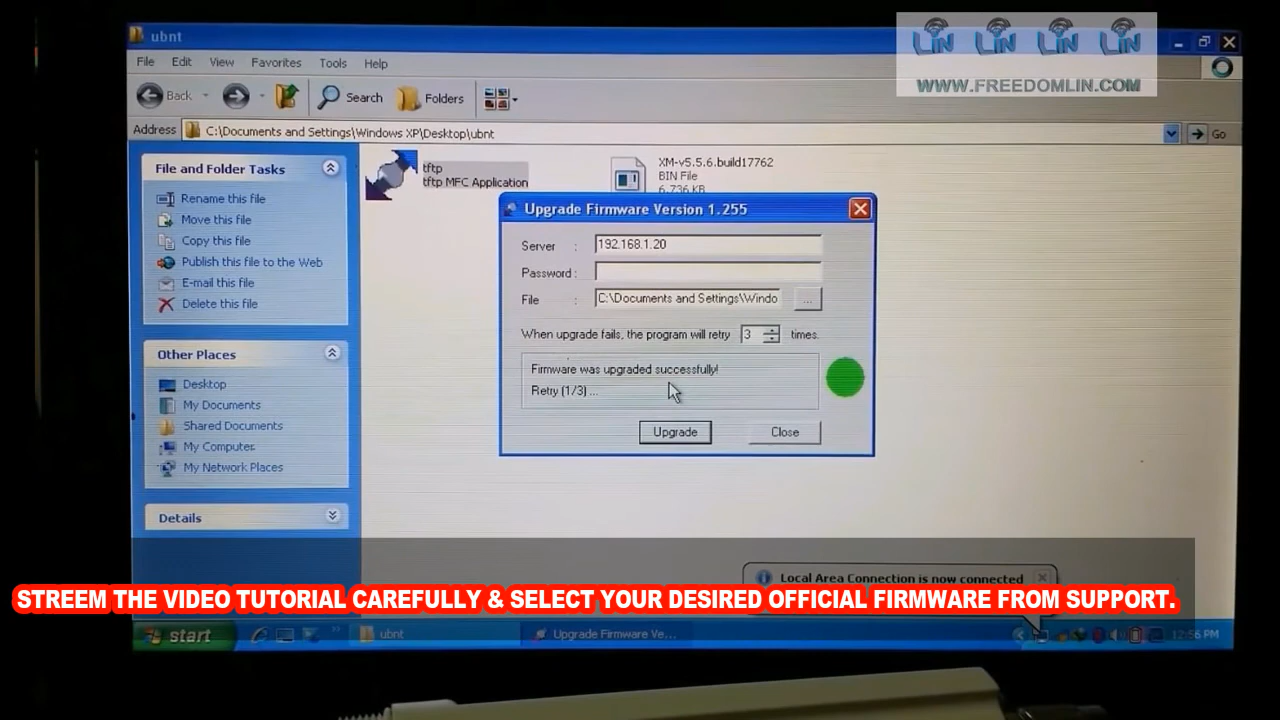 ubnt
LIN LIN LIN LIN
WWW.FREEDOMLIN.COM
File Edit View Favorites Tools Help
Back Search Folders
Address C:\Documents and Settings\Windows XP\Desktop\ubnt Go
File and Folder Tasks
Rename this file
Move this file
Copy this file
Publish this file to the Web
E-mail this file
Delete this file
Other Places
Desktop
My Documents
Shared Documents
My Computer
My Network Places
Details
tftp
tftp MFC Application
XM-v5.5.6.build17762
BIN File
6,736 KB
Upgrade Firmware Version 1.255
Server : 192.168.1.20
Password :
File : C:\Documents and Settings\Windo ...
When upgrade fails, the program will retry 3 times.
Firmware was upgraded successfully!
Retry (1/3) ...
Upgrade Close
Local Area Connection is now connected
STREEM THE VIDEO TUTORIAL CAREFULLY & SELECT YOUR DESIRED OFFICIAL FIRMWARE FROM SUPPORT.
start ubnt Upgrade Firmware Ve... 12:56 PM